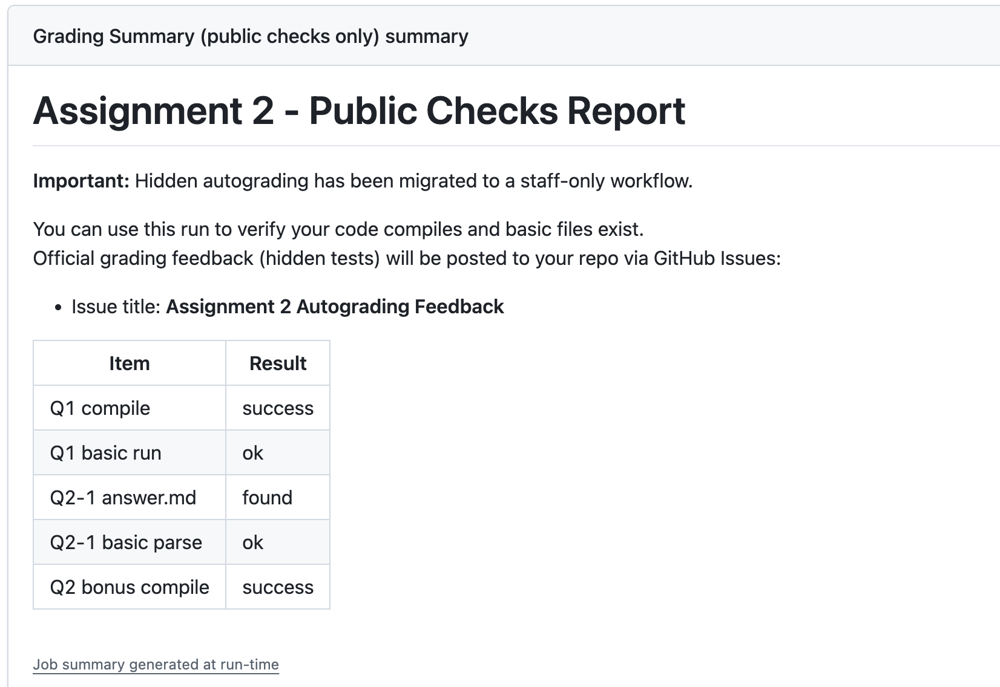 Grading Summary (public checks only) summary
Assignment 2 - Public Checks Report
Important: Hidden autograding has been migrated to a staff-only workflow.
You can use this run to verify your code compiles and basic files exist.
Official grading feedback (hidden tests) will be posted to your repo via GitHub Issues:
• Issue title: Assignment 2 Autograding Feedback
Item Result
Q1 compile success
Q1 basic run ok
Q2-1 answer.md found
Q2-1 basic parse ok
Q2 bonus compile success
Job summary generated at run-time